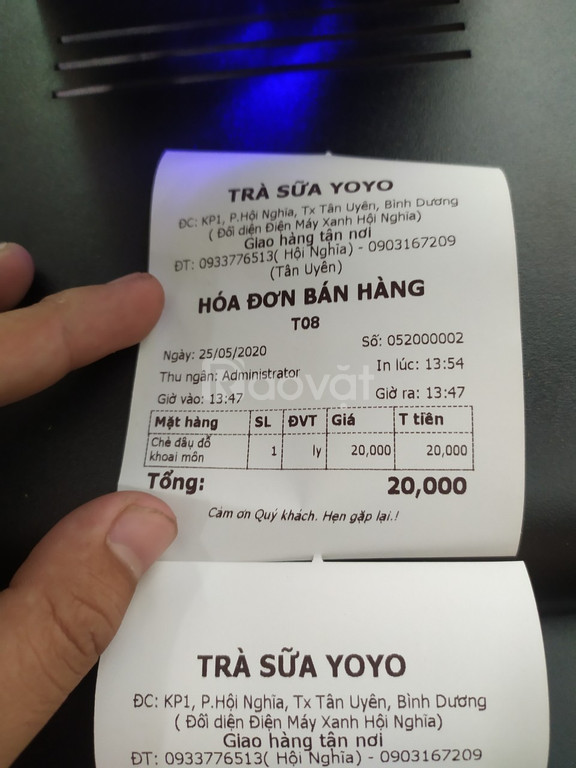 TRÀ SỮA YOYO
ĐC: KP1, P.Hội Nghĩa, Tx Tân Uyên, Bình Dương
( Đối diện Điện Máy Xanh Hội Nghĩa)
Giao hàng tận nơi
ĐT: 0933776513( Hội Nghĩa) - 0903167209
(Tân Uyên)
HÓA ĐƠN BÁN HÀNG
T08
Số: 052000002
Ngày: 25/05/2020
In lúc: 13:54
Thu ngân: Administrator
Giờ vào: 13:47 Giờ ra: 13:47
Mặt hàng SL ĐVT Giá T tiền
Chè đậu đỏ
khoai môn 1 ly 20,000 20,000
Tổng: 20,000
Cám ơn Quý khách. Hẹn gặp lại.!
Raovặt
TRÀ SỮA YOYO
ĐC: KP1, P.Hội Nghĩa, Tx Tân Uyên, Bình Dương
( Đối diện Điện Máy Xanh Hội Nghĩa)
Giao hàng tận nơi
ĐT: 0933776513( Hội Nghĩa) - 0903167209